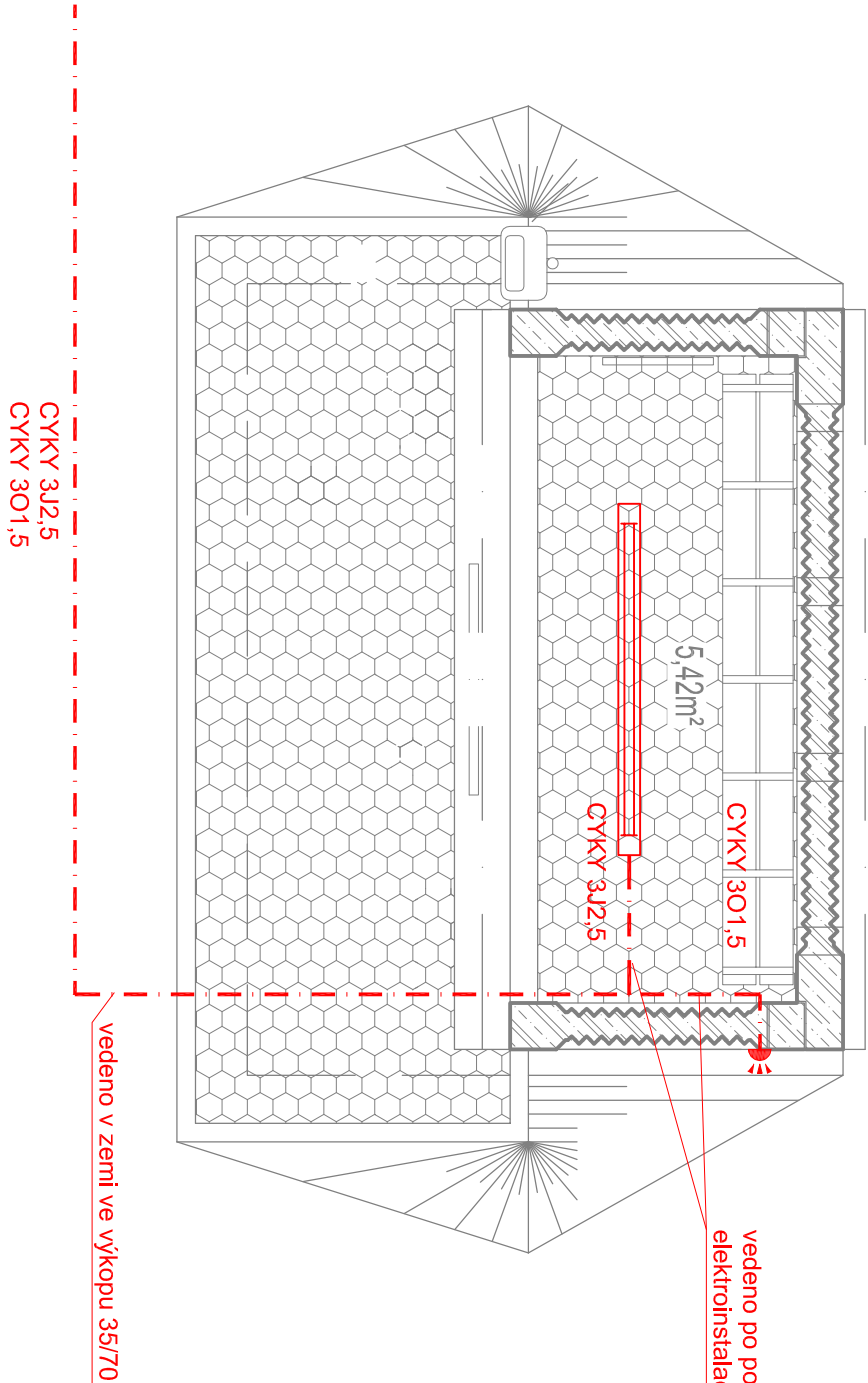 vedeno po po
5,42m²
CYKY 3O1,5
CYKY 3J2,5
vedeno v zemi ve výkopu 35/70
CYKY 3J2,5
CYKY 3O1,5